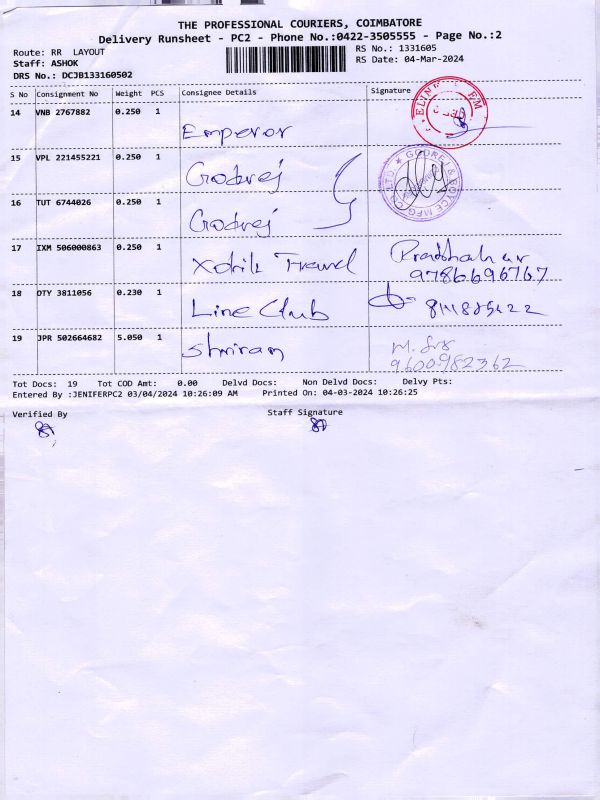 THE PROFESSIONAL COURIERS, COIMBATORE
Delivery Runsheet - PC2 - Phone No.:0422-3505555 - Page No.:2
Route: RR LAYOUT
RS No.: 1331605
Staff: ASHOK
RS Date: 04-Mar-2024
DRS No.: DCJB133160502
S No Consignment No Weight PCS Consignee Details Signature
14 VNB 2767882 0.250 1 Emperor
15 VPL 221455221 0.250 1 Godrej
GODREJ & BOYCE MFG CO LTD
16 TUT 6744026 0.250 1 Godrej
17 IXM 506000863 0.250 1 Travel Prabhakar
9786696767
18 OTY 3811056 0.230 1 Line Club
19 JPR 502664682 5.050 1 Shriram
9600982362
Tot Docs: 19 Tot COD Amt: 0.00 Delvd Docs: Non Delvd Docs: Delvy Pts:
Entered By :JENIFERPC2 03/04/2024 10:26:09 AM Printed On: 04-03-2024 10:26:25
Verified By Staff Signature